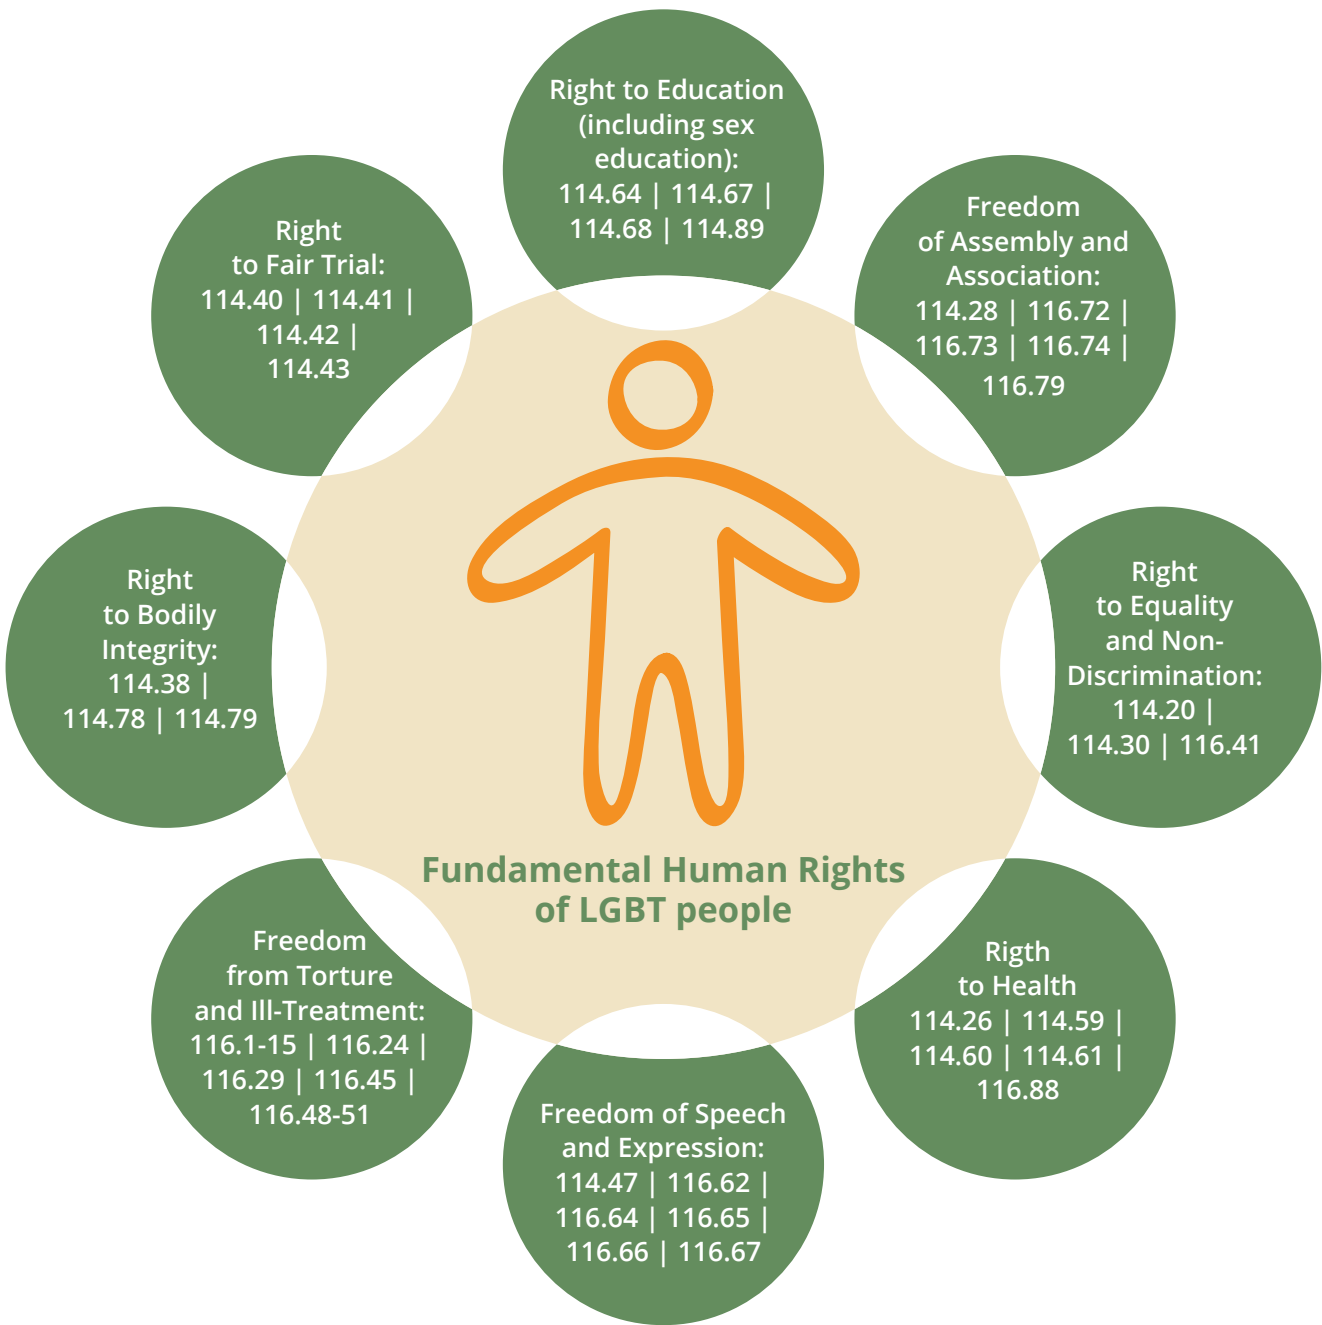 Right to Education
(including sex
education):
114.64 | 114.67 |
114.68 | 114.89
Freedom
of Assembly and
Association:
114.28 | 116.72 |
116.73 | 116.74 |
116.79
Right
to Equality
and Non-
Discrimination:
114.20 |
114.30 | 116.41
Rigth
to Health
114.26 | 114.59 |
114.60 | 114.61 |
116.88
Freedom of Speech
and Expression:
114.47 | 116.62 |
116.64 | 116.65 |
116.66 | 116.67
Freedom
from Torture
and Ill-Treatment:
116.1-15 | 116.24 |
116.29 | 116.45 |
116.48-51
Right
to Bodily
Integrity:
114.38 |
114.78 | 114.79
Right
to Fair Trial:
114.40 | 114.41 |
114.42 |
114.43
Fundamental Human Rights
of LGBT people